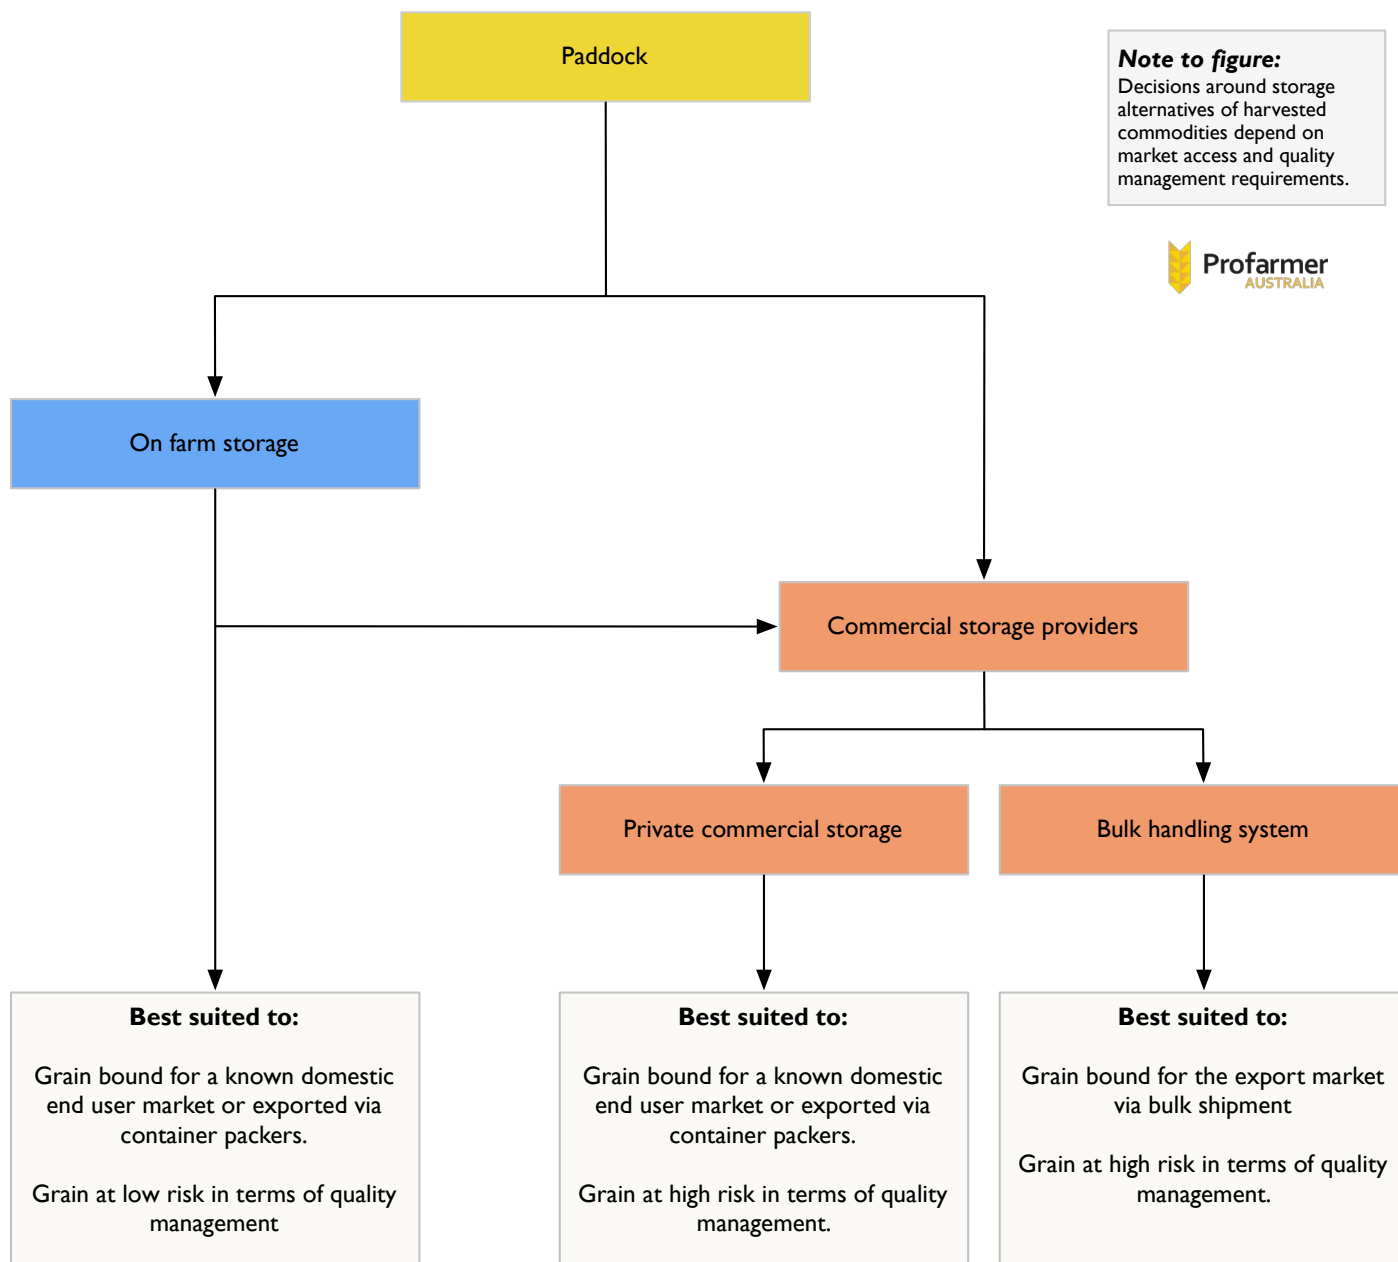 Paddock
Note to figure:
Decisions around storage
alternatives of harvested
commodities depend on
market access and quality
management requirements.
Profarmer
AUSTRALIA
On farm storage
Commercial storage providers
Private commercial storage
Bulk handling system
Best suited to:
Grain bound for a known domestic
end user market or exported via
container packers.
Grain at low risk in terms of quality
management
Best suited to:
Grain bound for a known domestic
end user market or exported via
container packers.
Grain at high risk in terms of quality
management.
Best suited to:
Grain bound for the export market
via bulk shipment
Grain at high risk in terms of quality
management.